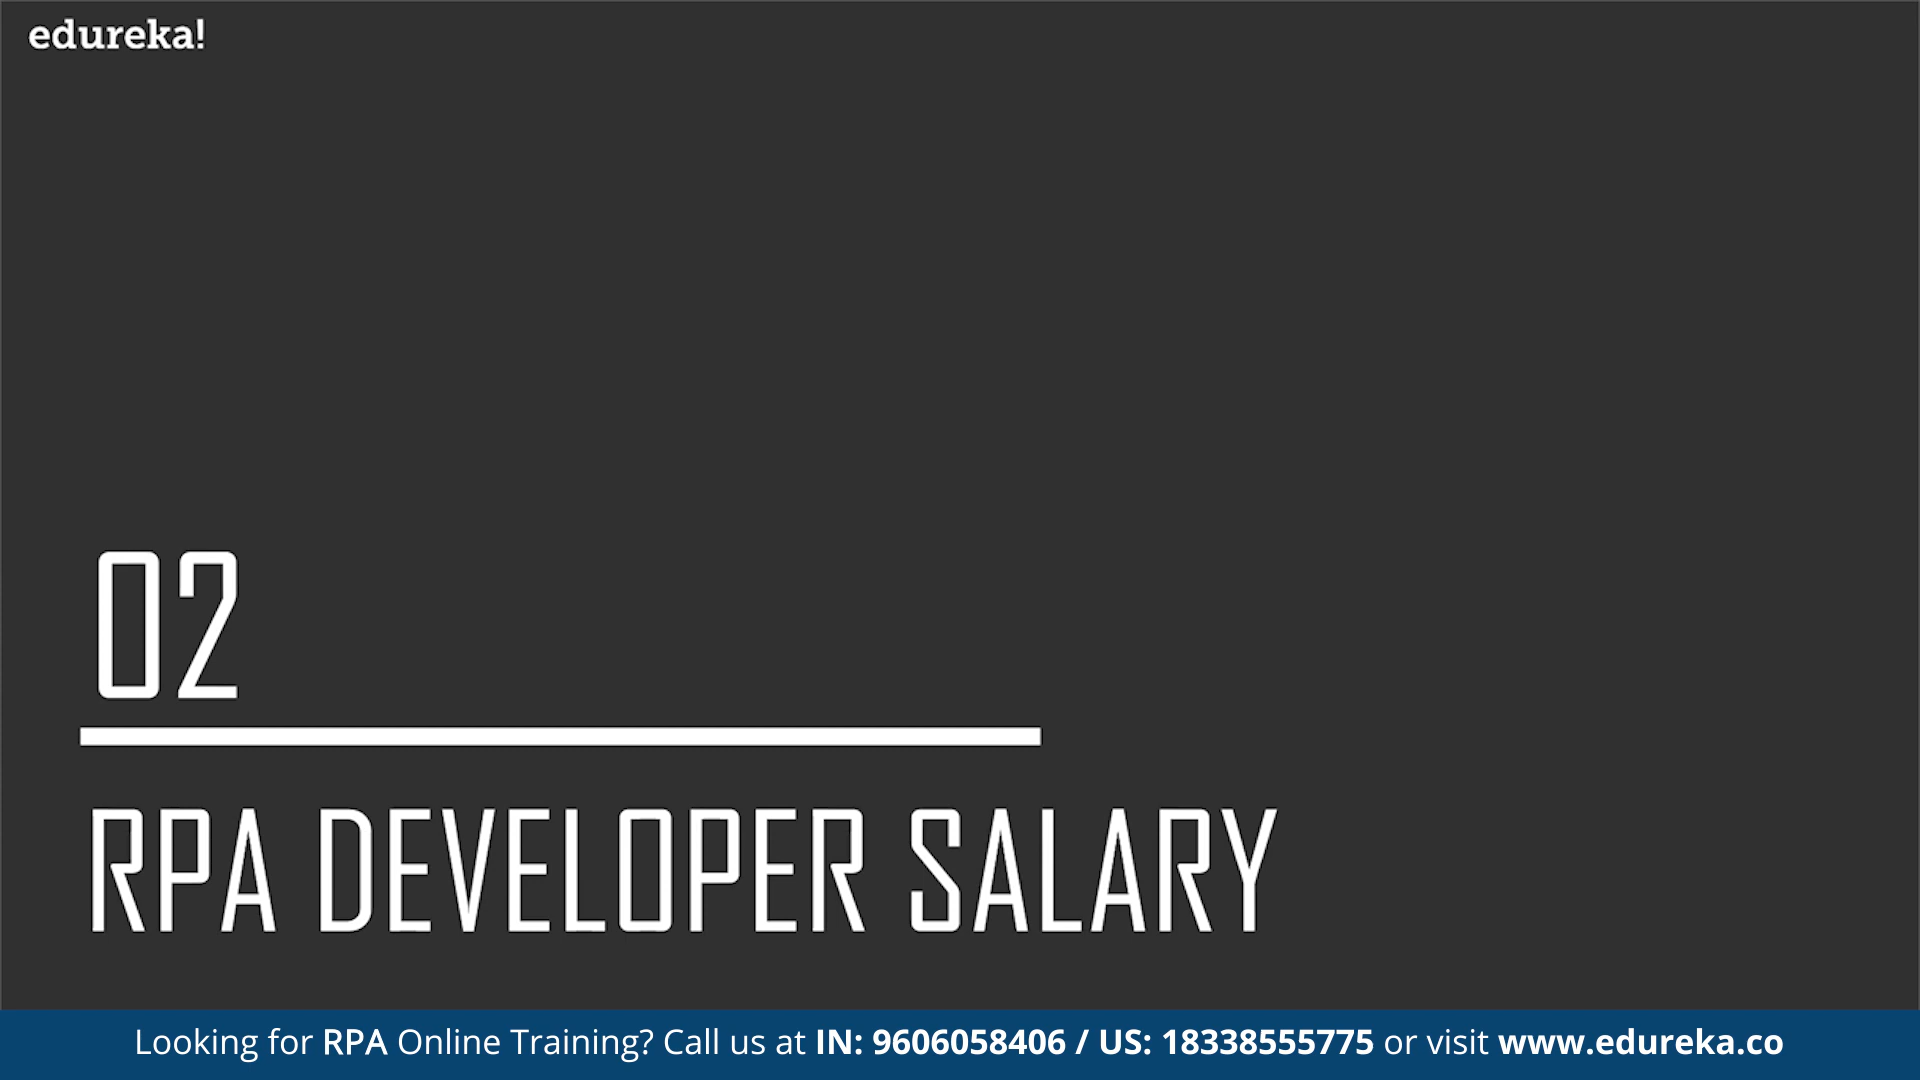 edureka!
02
RPA DEVELOPER SALARY
Looking for RPA Online Training? Call us at IN: 9606058406 / US: 18338555775 or visit www.edureka.co